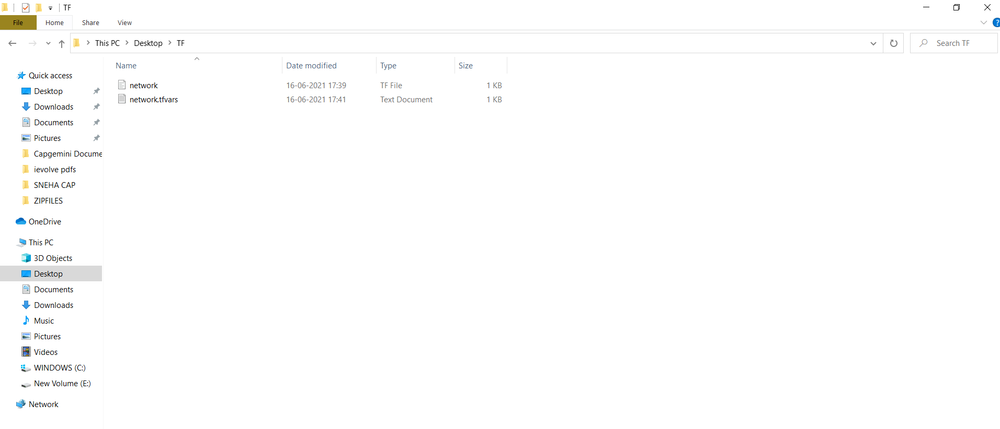 TF
File Home Share View
This PC Desktop TF
Search TF
Name Date modified Type Size
network 16-06-2021 17:39 TF File 1 KB
network.tfvars 16-06-2021 17:41 Text Document 1 KB
Quick access
Desktop
Downloads
Documents
Pictures
Capgemini Docume
ievolve pdfs
SNEHA CAP
ZIPFILES
OneDrive
This PC
3D Objects
Desktop
Documents
Downloads
Music
Pictures
Videos
WINDOWS (C:)
New Volume (E:)
Network